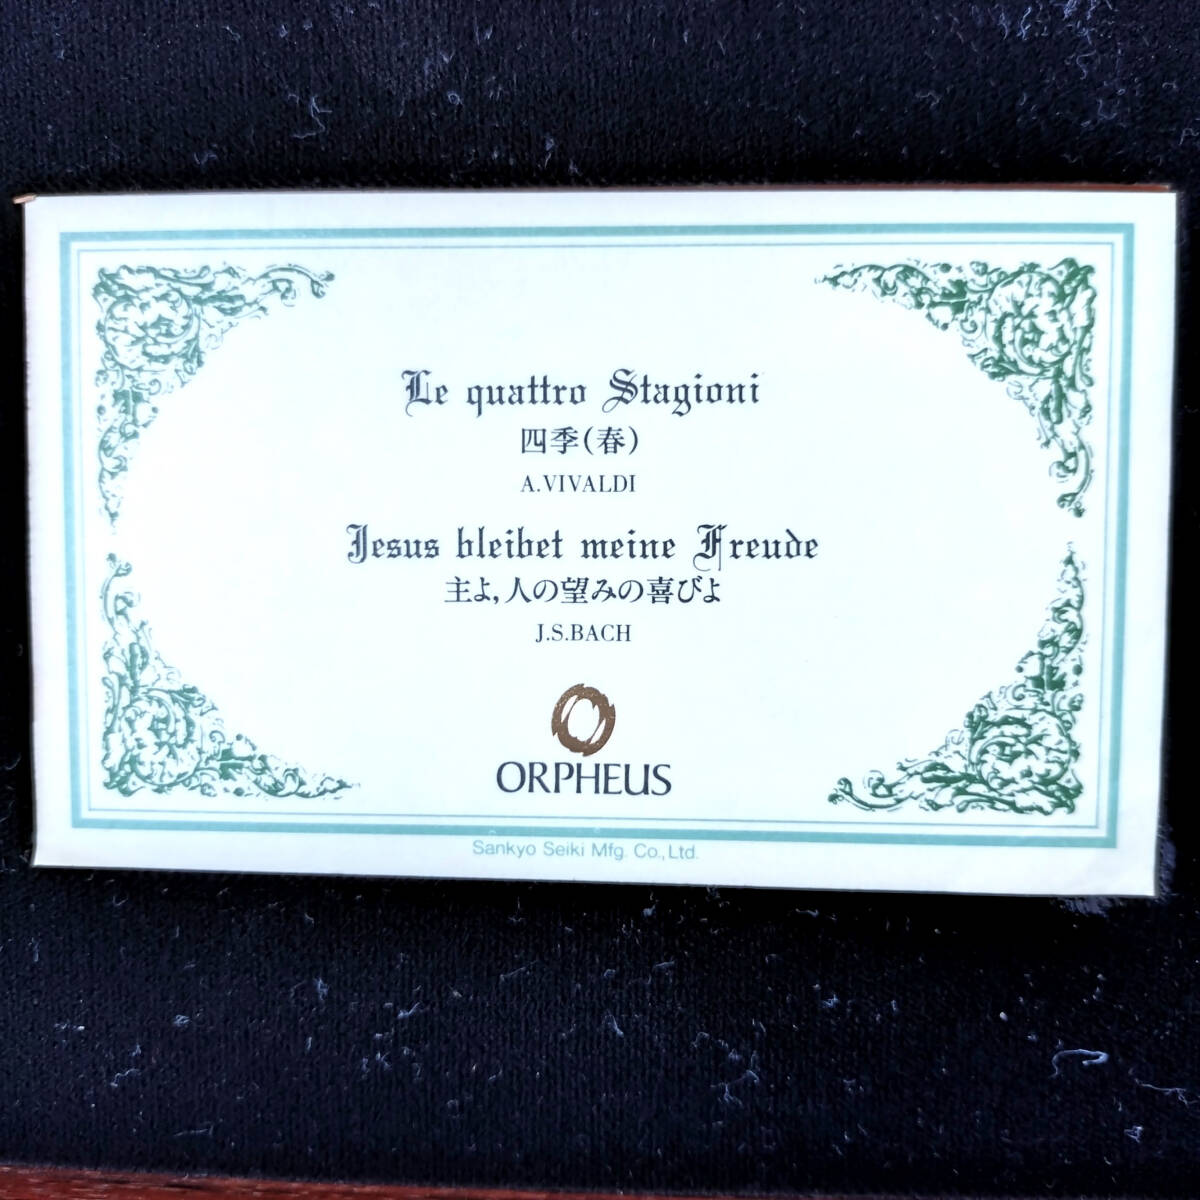 Le quattro Stagioni
四季(春)
A.VIVALDI
Jesus bleibet meine Freude
主よ,人の望みの喜びよ
J.S.BACH
ORPHEUS
Sankyo Seiki Mfg. Co., Ltd.